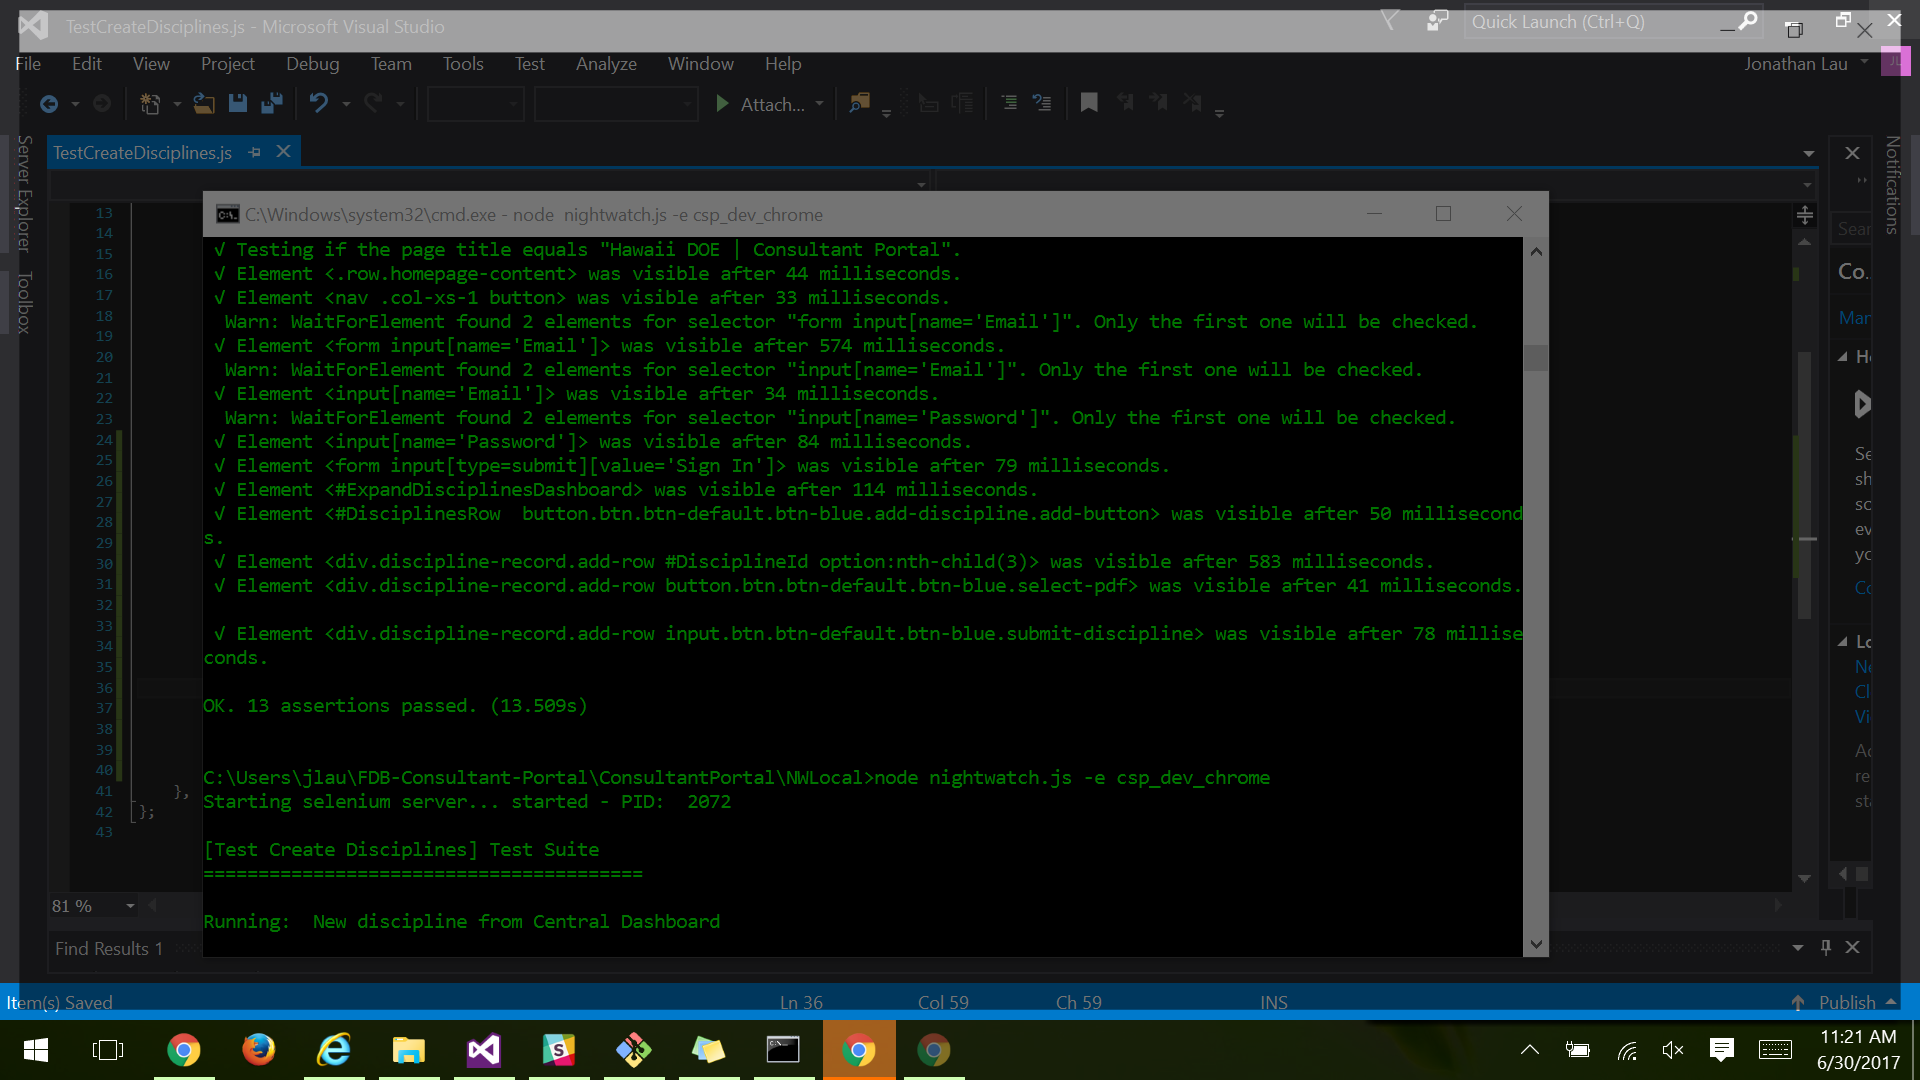 TestCreateDisciplines.js - Microsoft Visual Studio
Quick Launch (Ctrl+Q)
File Edit View Project Debug Team Tools Test Analyze Window Help
Jonathan Lau
JL
Attach...
Server Explorer
Toolbox
TestCreateDisciplines.js
Notifications
C:\Windows\system32\cmd.exe - node  nightwatch.js -e csp_dev_chrome
√ Testing if the page title equals "Hawaii DOE | Consultant Portal".
√ Element <.row.homepage-content> was visible after 44 milliseconds.
√ Element <nav .col-xs-1 button> was visible after 33 milliseconds.
Warn: WaitForElement found 2 elements for selector "form input[name='Email']". Only the first one will be checked.
√ Element <form input[name='Email']> was visible after 574 milliseconds.
Warn: WaitForElement found 2 elements for selector "input[name='Email']". Only the first one will be checked.
√ Element <input[name='Email']> was visible after 34 milliseconds.
Warn: WaitForElement found 2 elements for selector "input[name='Password']". Only the first one will be checked.
√ Element <input[name='Password']> was visible after 84 milliseconds.
√ Element <form input[type=submit][value='Sign In']> was visible after 79 milliseconds.
√ Element <#ExpandDisciplinesDashboard> was visible after 114 milliseconds.
√ Element <#DisciplinesRow  button.btn.btn-default.btn-blue.add-discipline.add-button> was visible after 50 millisecond
s.
√ Element <div.discipline-record.add-row #DisciplineId option:nth-child(3)> was visible after 583 milliseconds.
√ Element <div.discipline-record.add-row button.btn.btn-default.btn-blue.select-pdf> was visible after 41 milliseconds.
√ Element <div.discipline-record.add-row input.btn.btn-default.btn-blue.submit-discipline> was visible after 78 millise
conds.
OK. 13 assertions passed. (13.509s)
C:\Users\jlau\FDB-Consultant-Portal\ConsultantPortal\NWLocal>node nightwatch.js -e csp_dev_chrome
Starting selenium server... started - PID:  2072
[Test Create Disciplines] Test Suite
========================================
Running:  New discipline from Central Dashboard
13
14
15
16
17
18
19
20
21
22
23
24
25
26
27
28
29
30
31
32
33
34
35
36
37
38
39
40
41 },
42 };
43
Sear
Co...
Mar
Se
sh
so
ev
yo
Co
Lo
Ne
Cl
Vi
Ac
re
sta
81 %
Find Results 1
Item(s) Saved
Ln 36 Col 59 Ch 59 INS
Publish
11:21 AM
6/30/2017